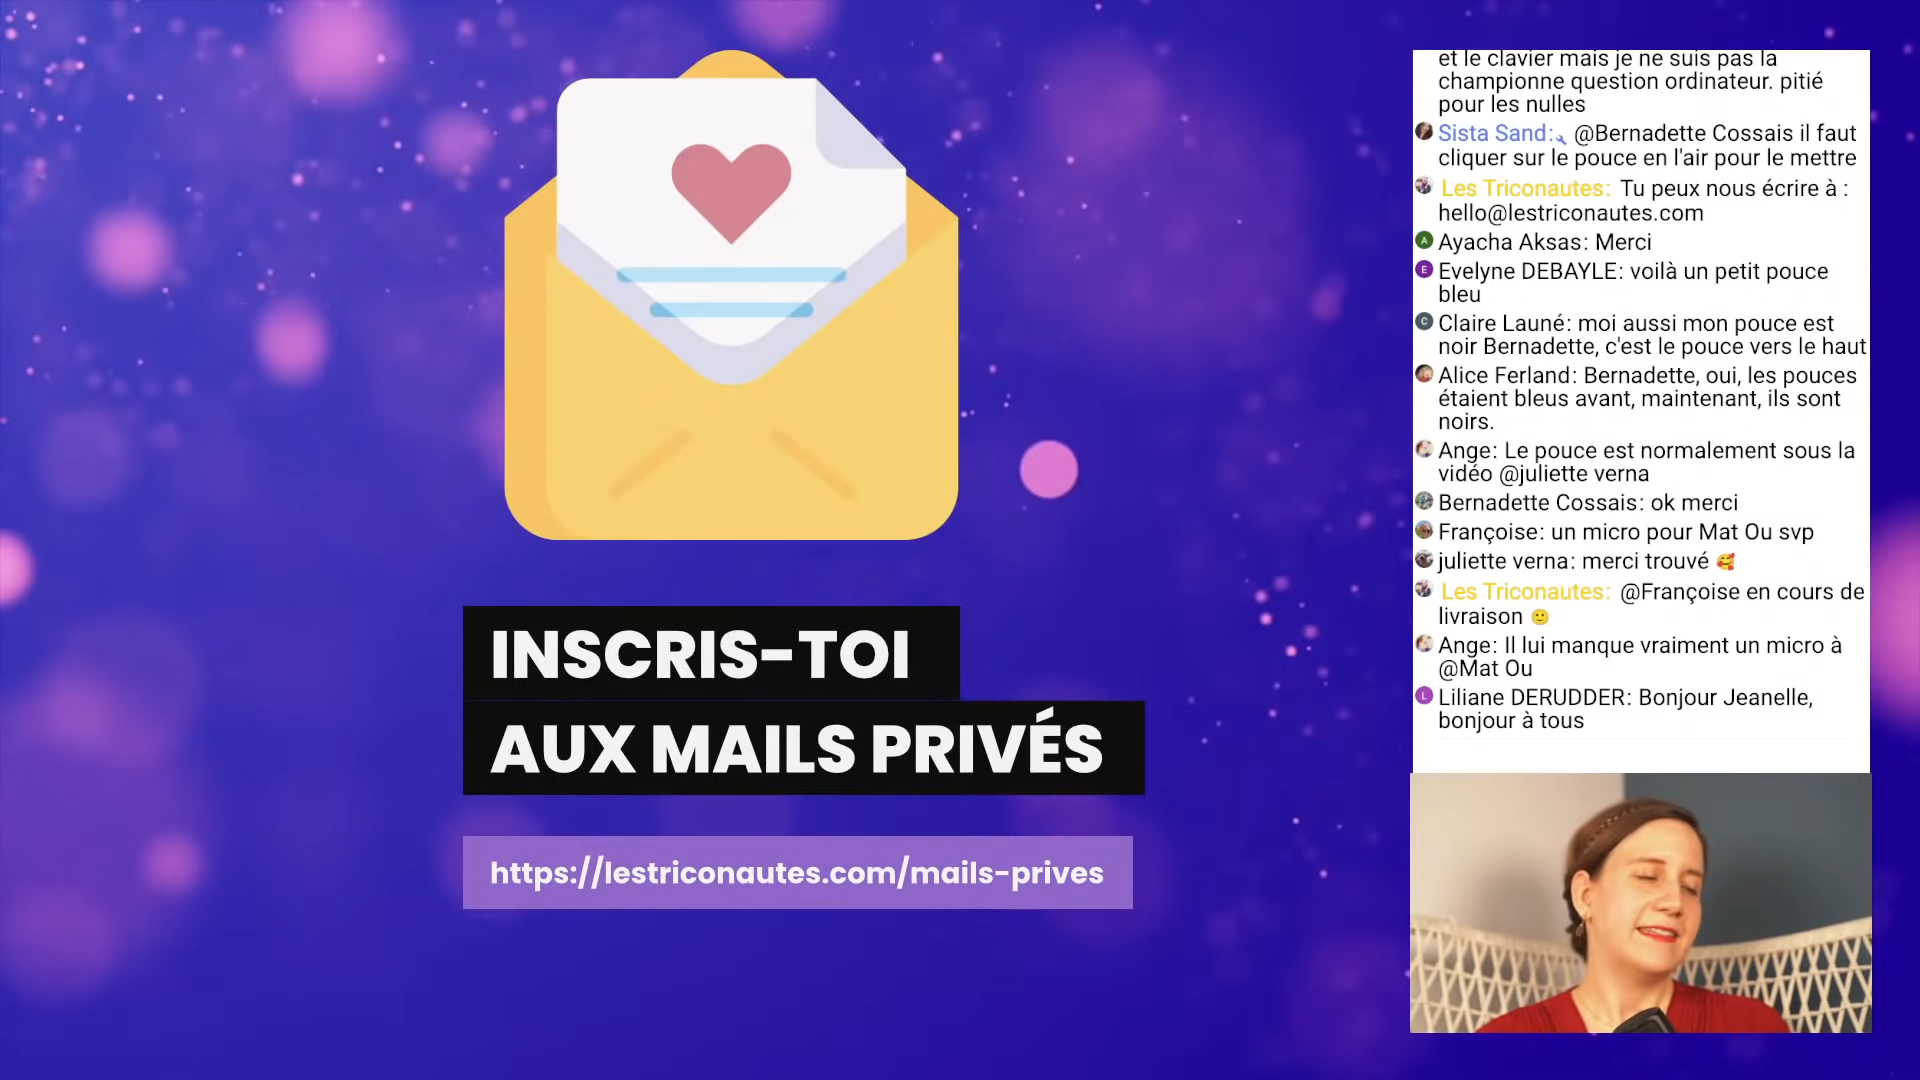 INSCRIS-TOI
AUX MAILS PRIVÉS
https://lestriconautes.com/mails-prives
et le clavier mais je ne suis pas la
championne question ordinateur. pitié
pour les nulles
Sista Sand: @Bernadette Cossais il faut
cliquer sur le pouce en l'air pour le mettre
Les Triconautes: Tu peux nous écrire à :
hello@lestriconautes.com
A Ayacha Aksas: Merci
E Evelyne DEBAYLE: voilà un petit pouce
bleu
C Claire Launé: moi aussi mon pouce est
noir Bernadette, c'est le pouce vers le haut
Alice Ferland: Bernadette, oui, les pouces
étaient bleus avant, maintenant, ils sont
noirs.
Ange: Le pouce est normalement sous la
vidéo @juliette verna
Bernadette Cossais: ok merci
Françoise: un micro pour Mat Ou svp
juliette verna: merci trouvé 🥰
Les Triconautes: @Françoise en cours de
livraison 🙂
Ange: Il lui manque vraiment un micro à
@Mat Ou
L Liliane DERUDDER: Bonjour Jeanelle,
bonjour à tous